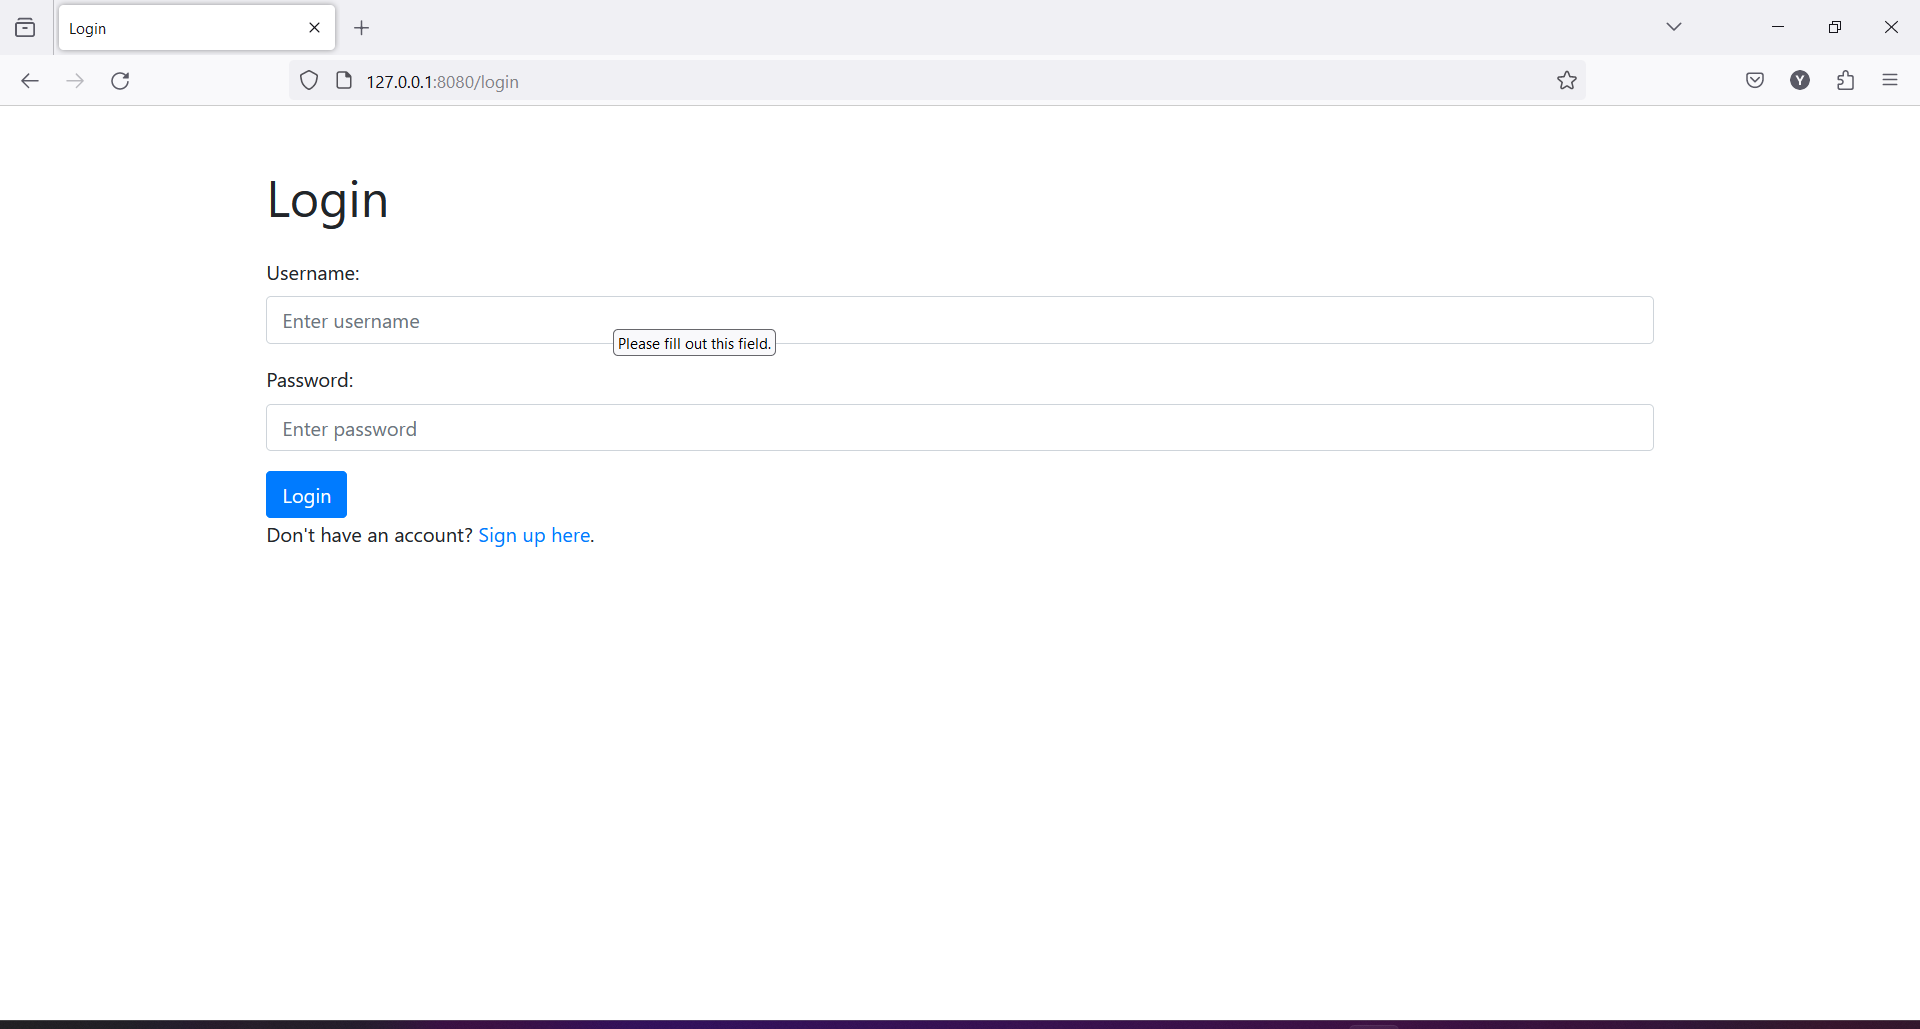 Login
127.0.0.1:8080/login
Y
Login
Username:
Enter username
Please fill out this field.
Password:
Enter password
Login
Don't have an account? Sign up here.